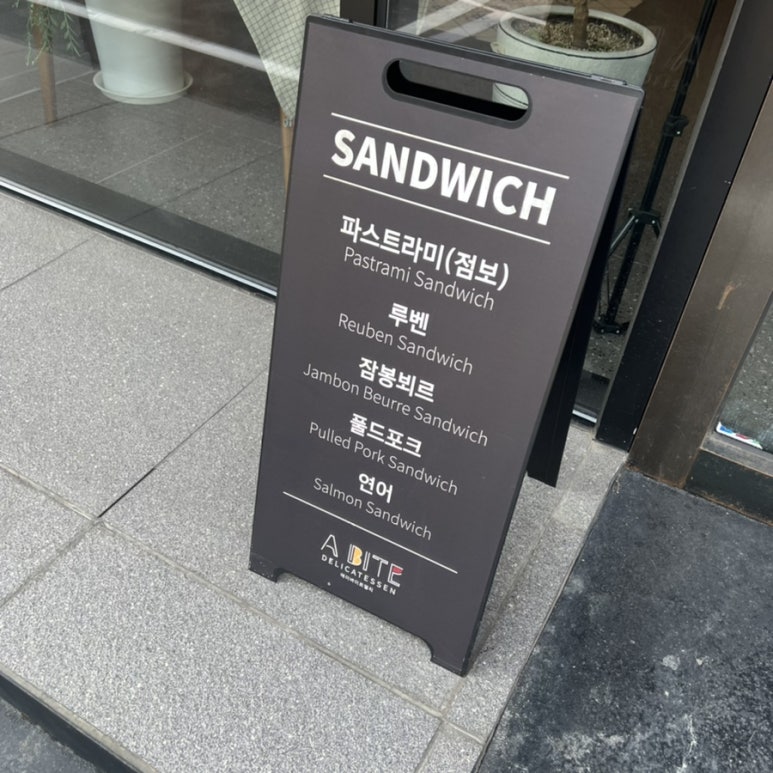 SANDWICH
파스트라미(점보)
Pastrami Sandwich
루벤
Reuben Sandwich
잠봉뵈르
Jambon Beurre Sandwich
풀드포크
Pulled Pork Sandwich
연어
Salmon Sandwich
A BITE
DELICATESSEN